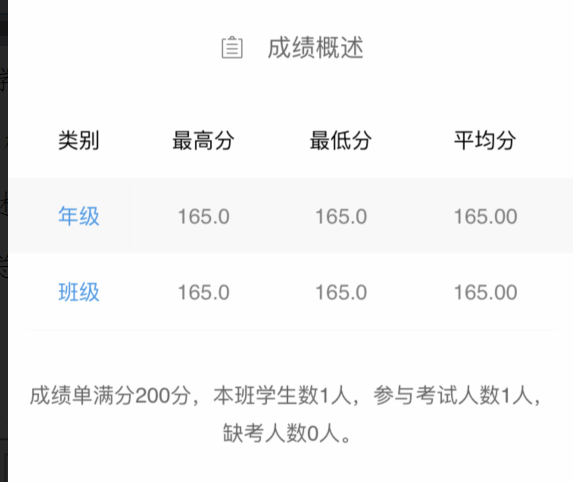 成绩概述
类别 最高分 最低分 平均分
年级 165.0 165.0 165.00
班级 165.0 165.0 165.00
成绩单满分200分，本班学生数1人，参与考试人数1人，
缺考人数0人。